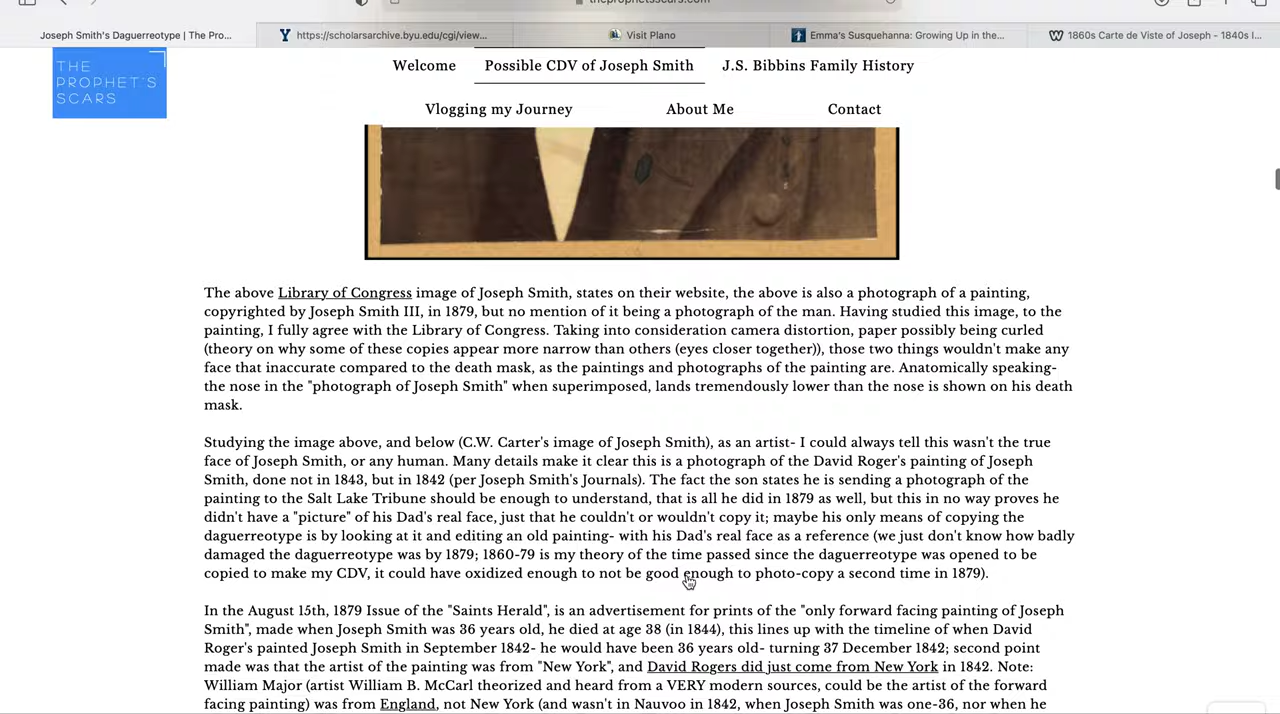 theprophetsscars.com
Joseph Smith's Daguerreotype | The Pro...
https://scholarsarchive.byu.edu/cgi/view...
Visit Plano
Emma's Susquehanna: Growing Up in the...
1860s Carte de Viste of Joseph - 1840s I...
THE
PROPHET'S
SCARS
Welcome
Possible CDV of Joseph Smith
J.S. Bibbins Family History
Vlogging my Journey
About Me
Contact
The above Library of Congress image of Joseph Smith, states on their website, the above is also a photograph of a painting,
copyrighted by Joseph Smith III, in 1879, but no mention of it being a photograph of the man. Having studied this image, to the
painting, I fully agree with the Library of Congress. Taking into consideration camera distortion, paper possibly being curled
(theory on why some of these copies appear more narrow than others (eyes closer together)), those two things wouldn't make any
face that inaccurate compared to the death mask, as the paintings and photographs of the painting are. Anatomically speaking-
the nose in the "photograph of Joseph Smith" when superimposed, lands tremendously lower than the nose is shown on his death
mask.
Studying the image above, and below (C.W. Carter's image of Joseph Smith), as an artist- I could always tell this wasn't the true
face of Joseph Smith, or any human. Many details make it clear this is a photograph of the David Roger's painting of Joseph
Smith, done not in 1843, but in 1842 (per Joseph Smith's Journals). The fact the son states he is sending a photograph of the
painting to the Salt Lake Tribune should be enough to understand, that is all he did in 1879 as well, but this in no way proves he
didn't have a "picture" of his Dad's real face, just that he couldn't or wouldn't copy it; maybe his only means of copying the
daguerreotype is by looking at it and editing an old painting- with his Dad's real face as a reference (we just don't know how badly
damaged the daguerreotype was by 1879; 1860-79 is my theory of the time passed since the daguerreotype was opened to be
copied to make my CDV, it could have oxidized enough to not be good enough to photo-copy a second time in 1879).
In the August 15th, 1879 Issue of the "Saints Herald", is an advertisement for prints of the "only forward facing painting of Joseph
Smith", made when Joseph Smith was 36 years old, he died at age 38 (in 1844), this lines up with the timeline of when David
Roger's painted Joseph Smith in September 1842- he would have been 36 years old- turning 37 December 1842; second point
made was that the artist of the painting was from "New York", and David Rogers did just come from New York in 1842. Note:
William Major (artist William B. McCarl theorized and heard from a VERY modern sources, could be the artist of the forward
facing painting) was from England, not New York (and wasn't in Nauvoo in 1842, when Joseph Smith was one-36, nor when he